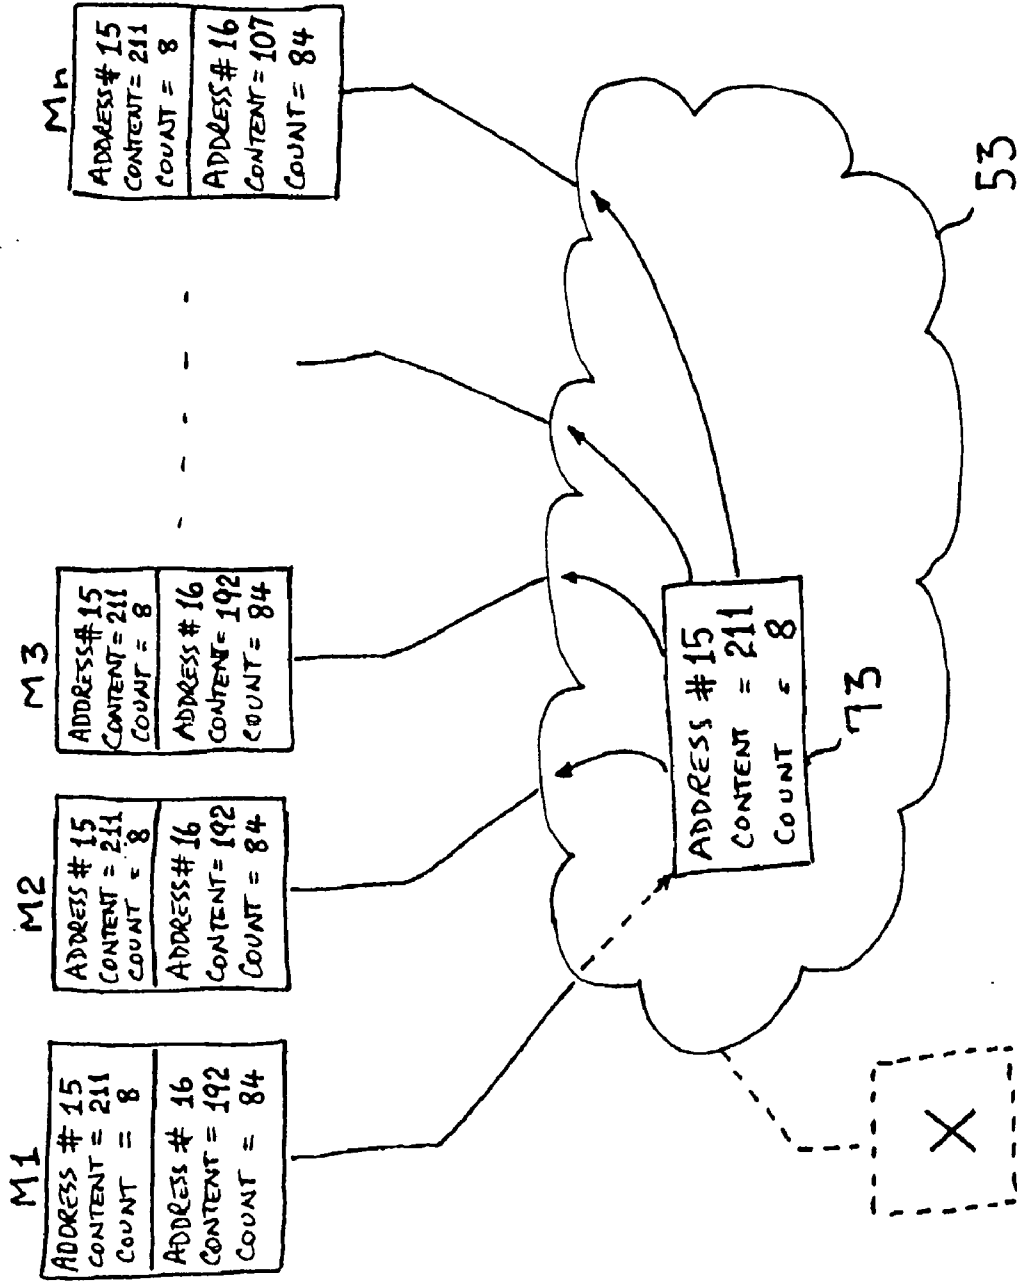 M1
ADDRESS # 15
CONTENT = 211
COUNT = 8
ADDRESS # 16
CONTENT = 192
COUNT = 84
M2
ADDRESS # 15
CONTENT = 211
COUNT = 8
ADDRESS # 16
CONTENT = 192
COUNT = 84
M3
ADDRESS # 15
CONTENT = 211
COUNT = 8
ADDRESS # 16
CONTENT = 192
COUNT = 84
Mn
ADDRESS # 15
CONTENT = 211
COUNT = 8
ADDRESS # 16
CONTENT = 107
COUNT = 84
ADDRESS # 15
CONTENT = 211
COUNT = 8
73
53
X